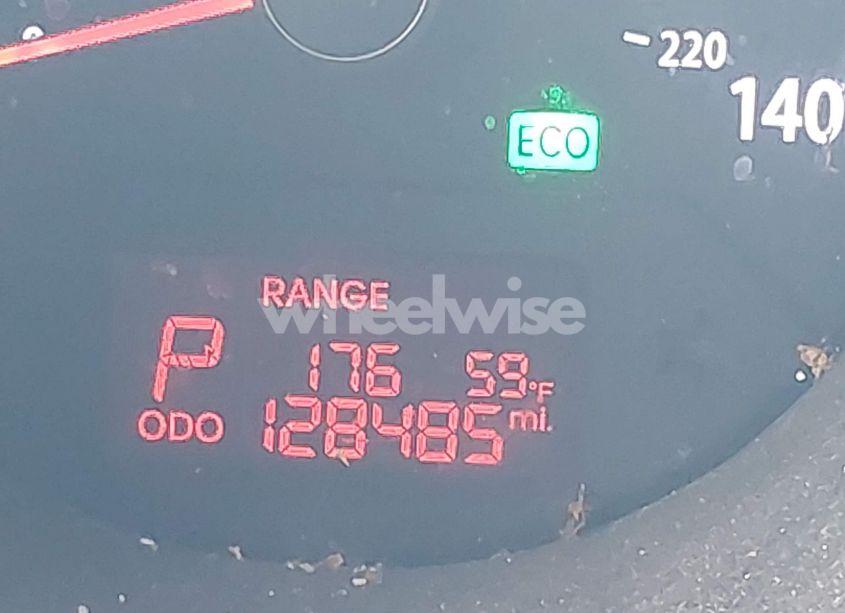 220
140
ECO
RANGE
wheelwise
P 176 59°F
ODO 128485 mi.